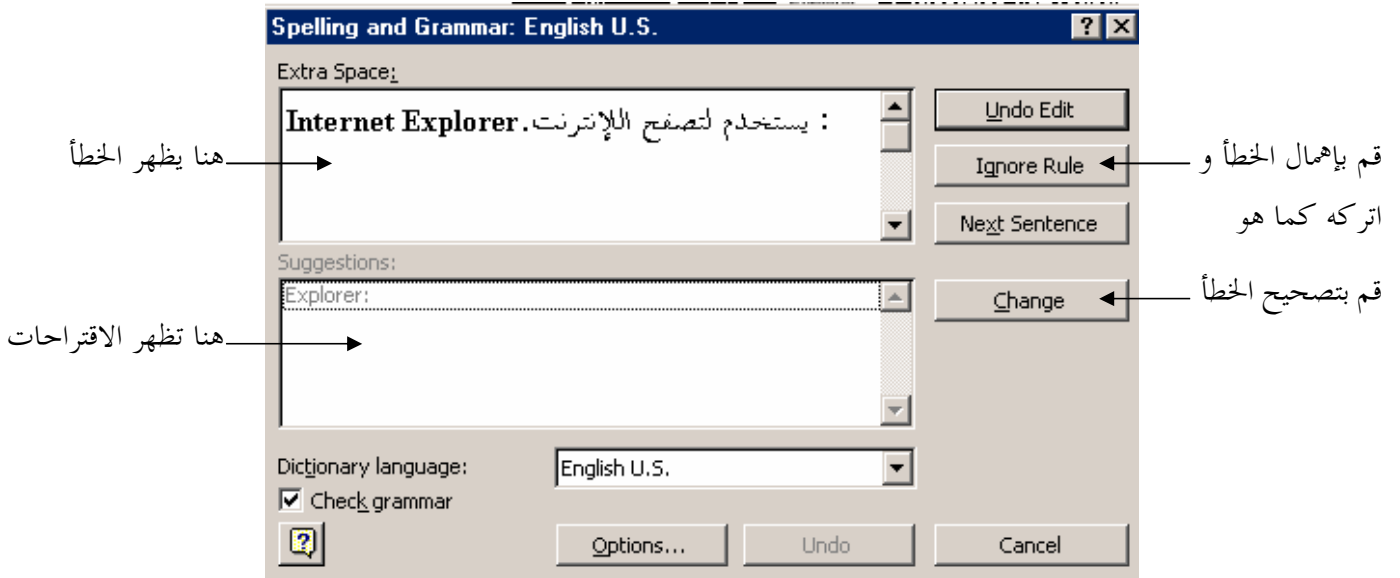 Spelling and Grammar: English U.S.
Extra Space:
Internet Explorer.يستخدم لتصفح اللإنترنت :
Undo Edit
Ignore Rule
Next Sentence
هنا يظهر الخطأ
قم بإهمال الخطأ و
اتركه كما هو
Suggestions:
Explorer:
Change
قم بتصحيح الخطأ
هنا تظهر الاقتراحات
Dictionary language:
English U.S.
Check grammar
Options...
Undo
Cancel